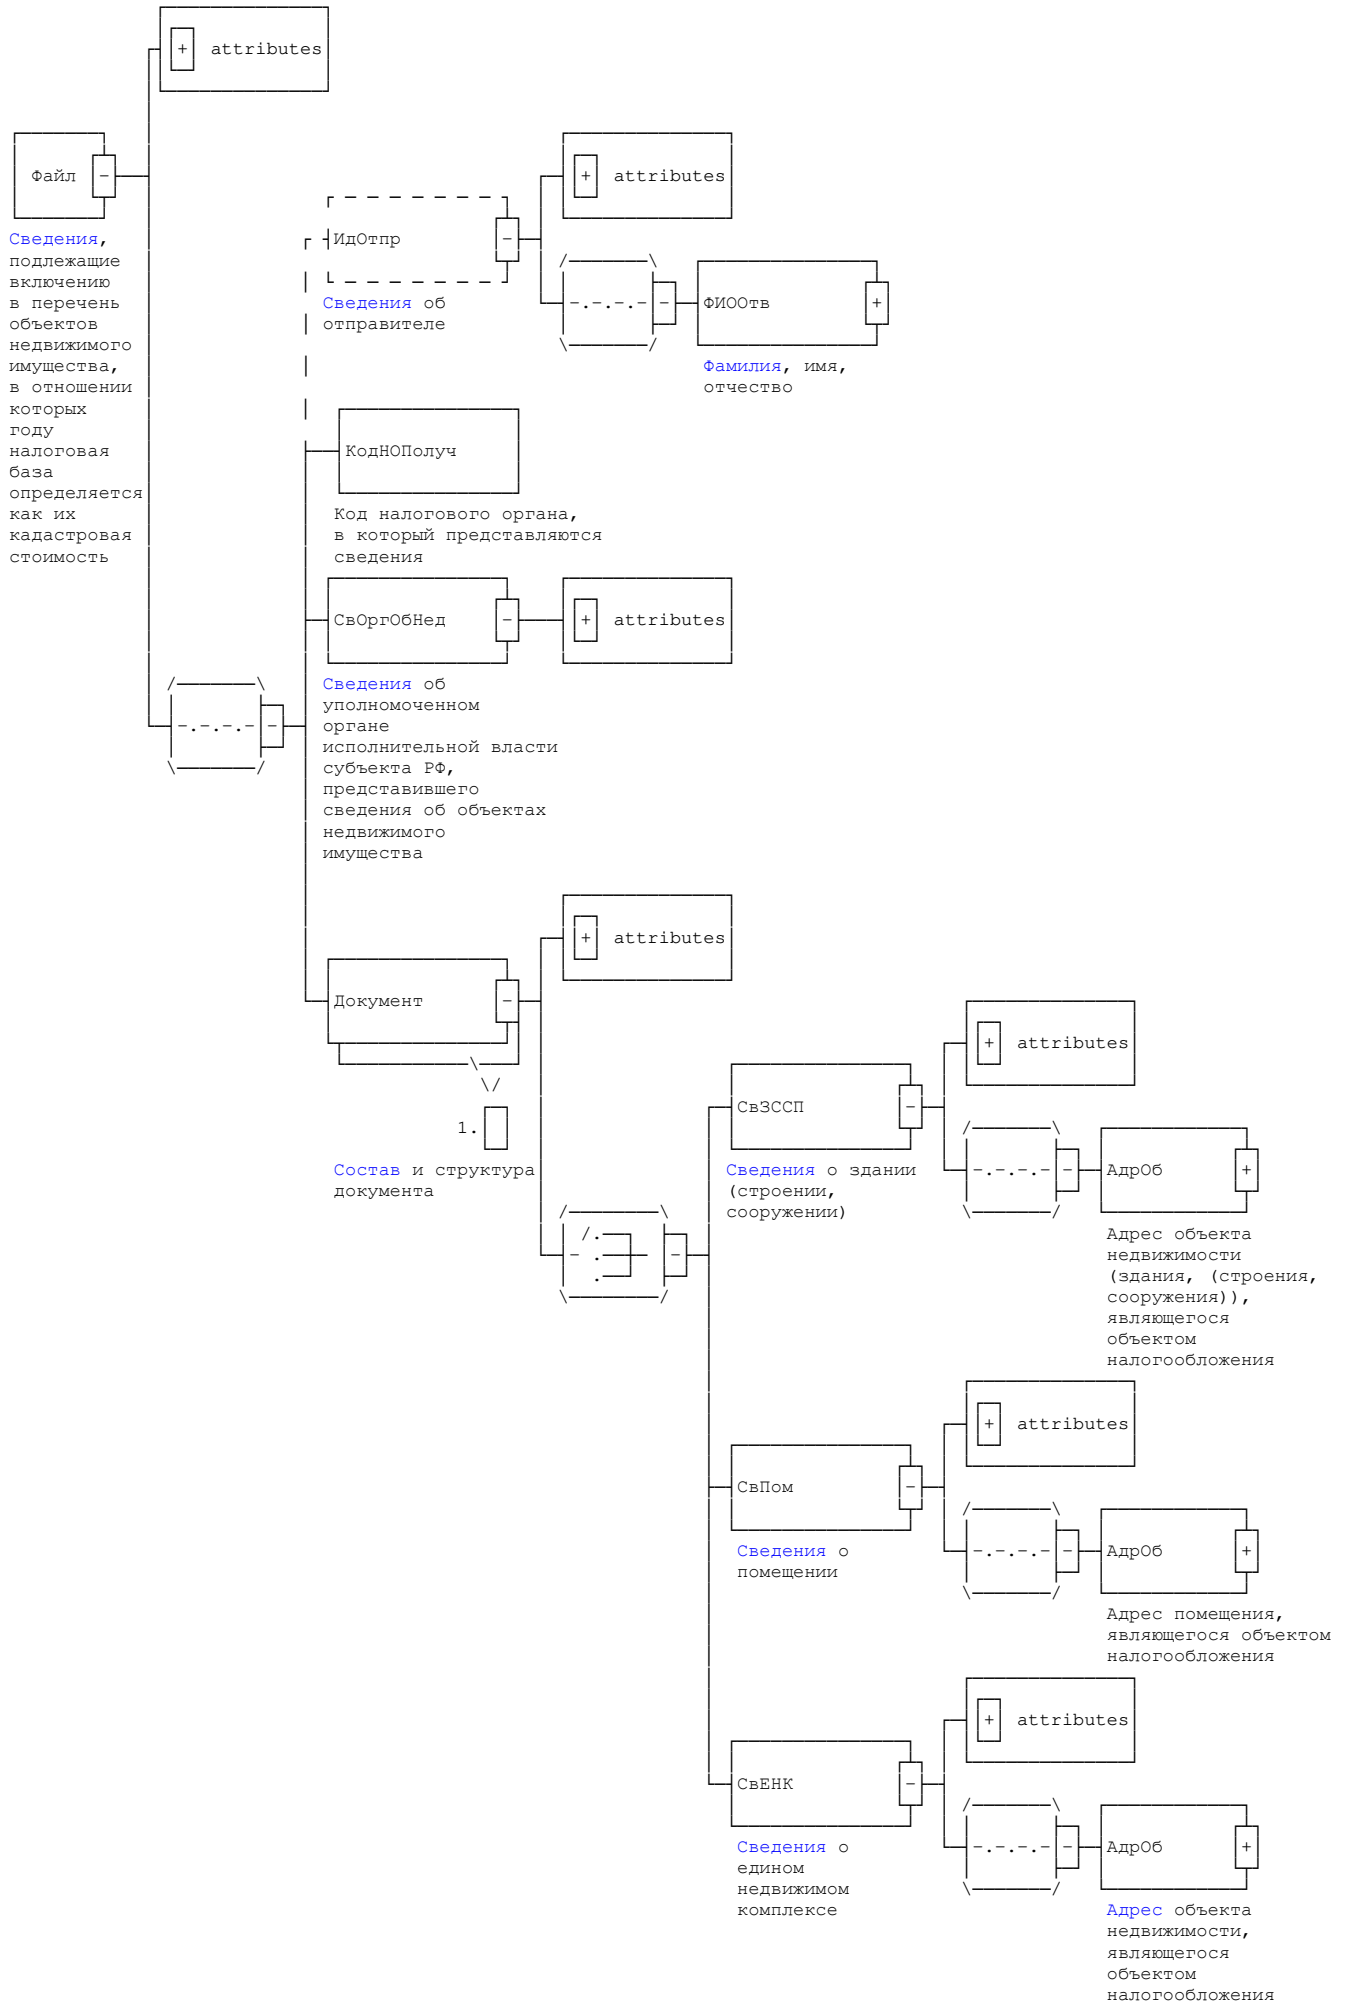 + attributes
Файл -
+ attributes
Сведения,
подлежащие
включению
в перечень
объектов
недвижимого
имущества,
в отношении
которых
году
налоговая
база
определяется
как их
кадастровая
стоимость
ИдОтпр -
Сведения об
отправителе
-.-.-.- -
ФИООтв +
Фамилия, имя,
отчество
КодНОПолуч
Код налогового органа,
в который представляются
сведения
СвОргОбНед -
+ attributes
-.-.-.- -
Сведения об
уполномоченном
органе
исполнительной власти
субъекта РФ,
представившего
сведения об объектах
недвижимого
имущества
+ attributes
Документ -
1.
Состав и структура
документа
+ attributes
СвЗССП -
Сведения о здании
(строении,
сооружении)
-.-.-.- -
АдрОб +
Адрес объекта
недвижимости
(здания, (строения,
сооружения)),
являющегося
объектом
налогообложения
+ attributes
СвПом -
Сведения о
помещении
-.-.-.- -
АдрОб +
Адрес помещения,
являющегося объектом
налогообложения
+ attributes
СвЕНК -
Сведения о
едином
недвижимом
комплексе
-.-.-.- -
АдрОб +
Адрес объекта
недвижимости,
являющегося
объектом
налогообложения